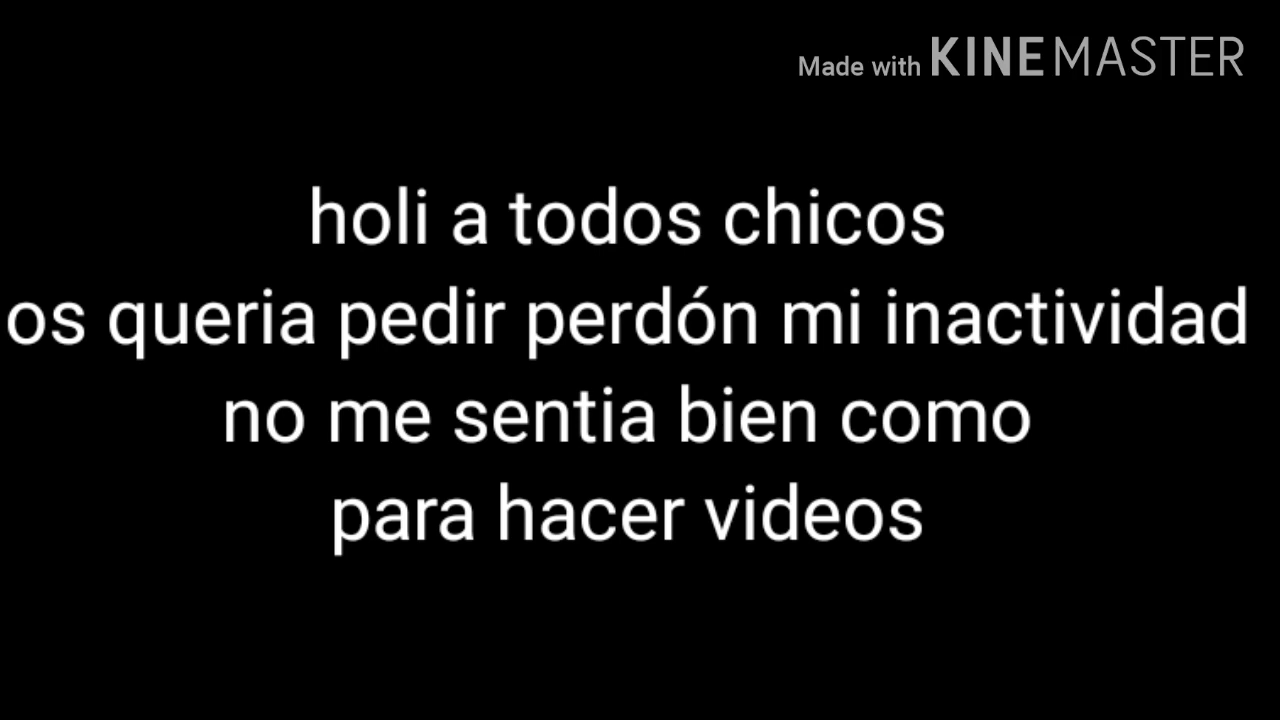 Made with KINEMASTER
holi a todos chicos
os queria pedir perdón mi inactividad
no me sentia bien como
para hacer videos